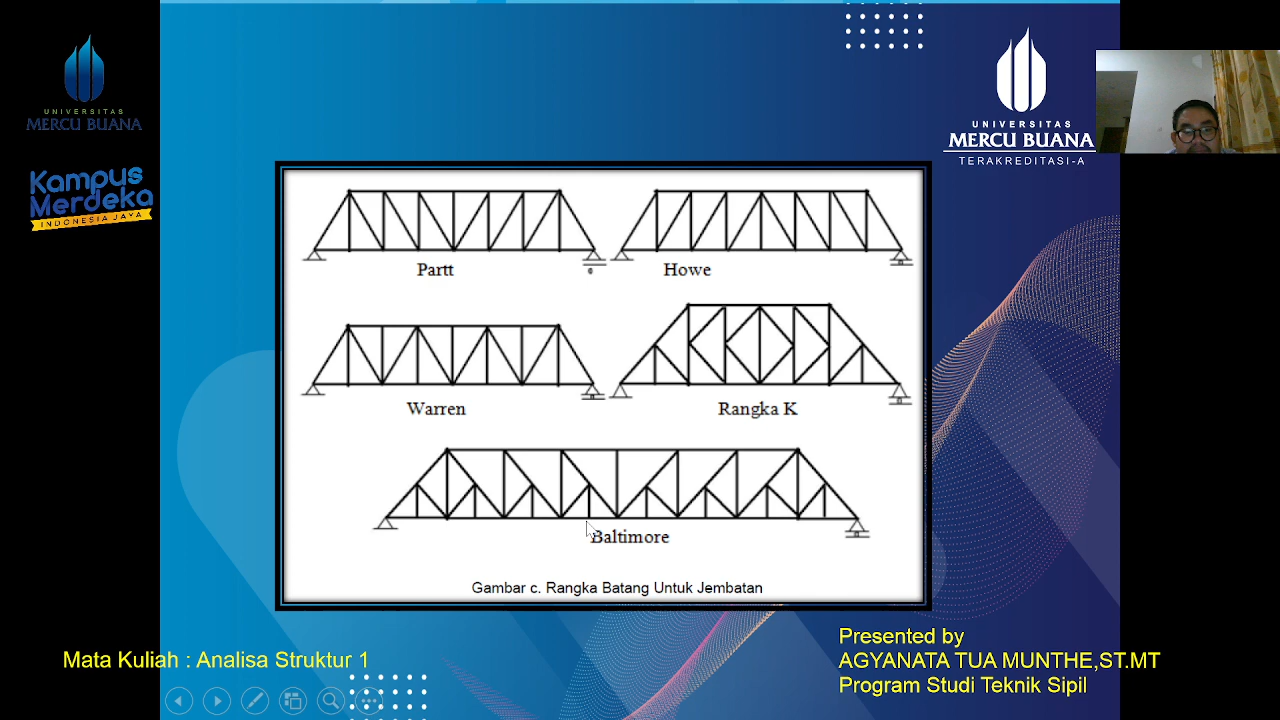 UNIVERSITAS
MERCU BUANA
Kampus
Merdeka
INDONESIA JAYA
UNIVERSITAS
MERCU BUANA
TERAKREDITASI-A
Partt
Howe
Warren
Rangka K
Baltimore
Gambar c. Rangka Batang Untuk Jembatan
Mata Kuliah : Analisa Struktur 1
Presented by
AGYANATA TUA MUNTHE,ST.MT
Program Studi Teknik Sipil